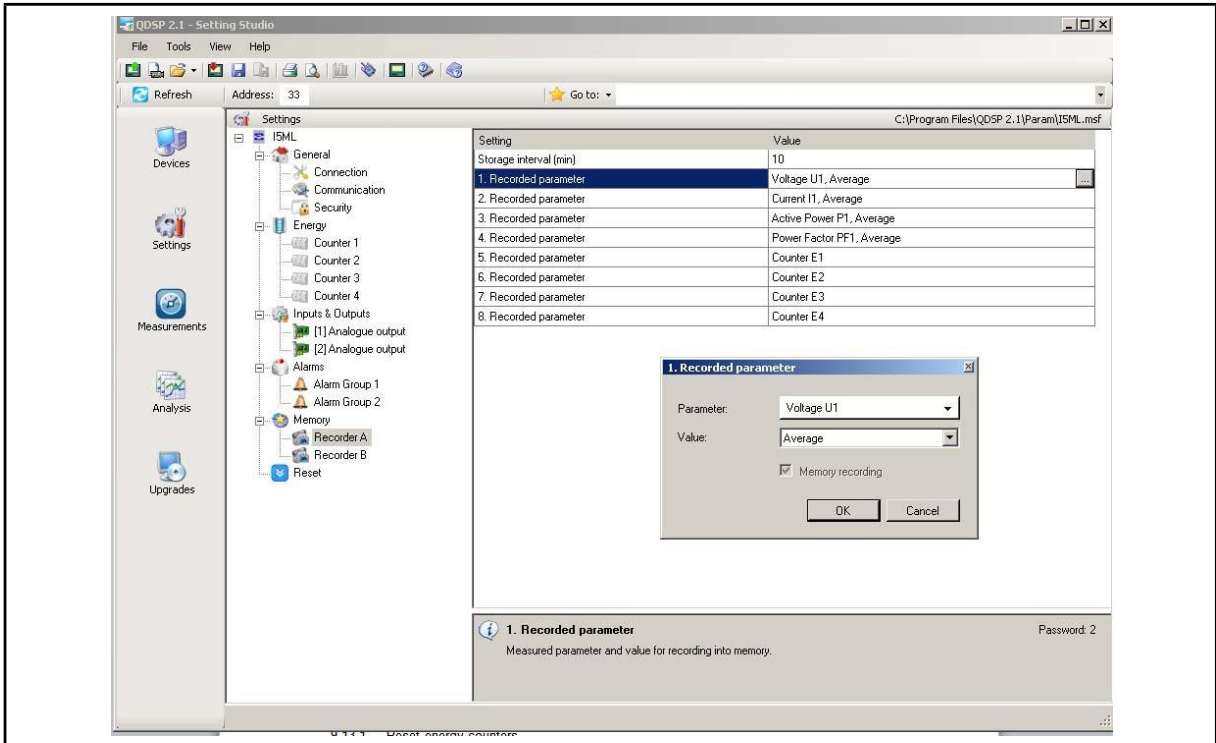 QDSP 2.1 - Setting Studio
File Tools View Help
Refresh Address: 33 Go to:
Settings C:\Program Files\QDSP 2.1\Param\I5ML.msf
Devices
Settings
Measurements
Analysis
Upgrades
I5ML
General
Connection
Communication
Security
Energy
Counter 1
Counter 2
Counter 3
Counter 4
Inputs & Outputs
[1] Analogue output
[2] Analogue output
Alarms
Alarm Group 1
Alarm Group 2
Memory
Recorder A
Recorder B
Reset
Setting Value
Storage interval (min) 10
1. Recorded parameter Voltage U1, Average ...
2. Recorded parameter Current I1, Average
3. Recorded parameter Active Power P1, Average
4. Recorded parameter Power Factor PF1, Average
5. Recorded parameter Counter E1
6. Recorded parameter Counter E2
7. Recorded parameter Counter E3
8. Recorded parameter Counter E4
1. Recorded parameter
Parameter: Voltage U1
Value: Average
Memory recording
OK Cancel
1. Recorded parameter Password: 2
Measured parameter and value for recording into memory.
9.13.1 Reset energy counters